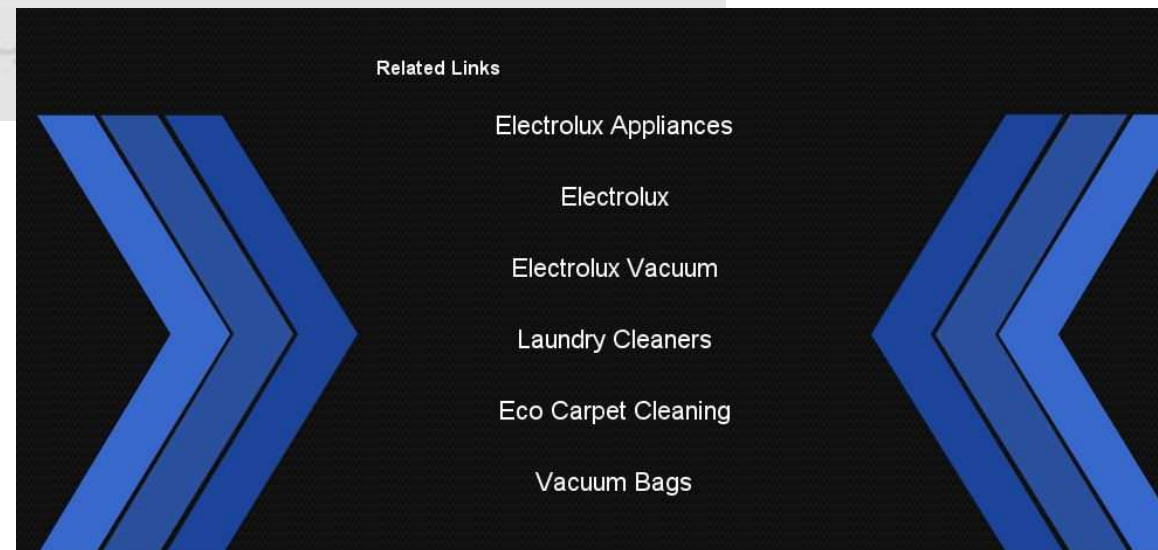 Related Links
Electrolux Appliances
Electrolux
Electrolux Vacuum
Laundry Cleaners
Eco Carpet Cleaning
Vacuum Bags